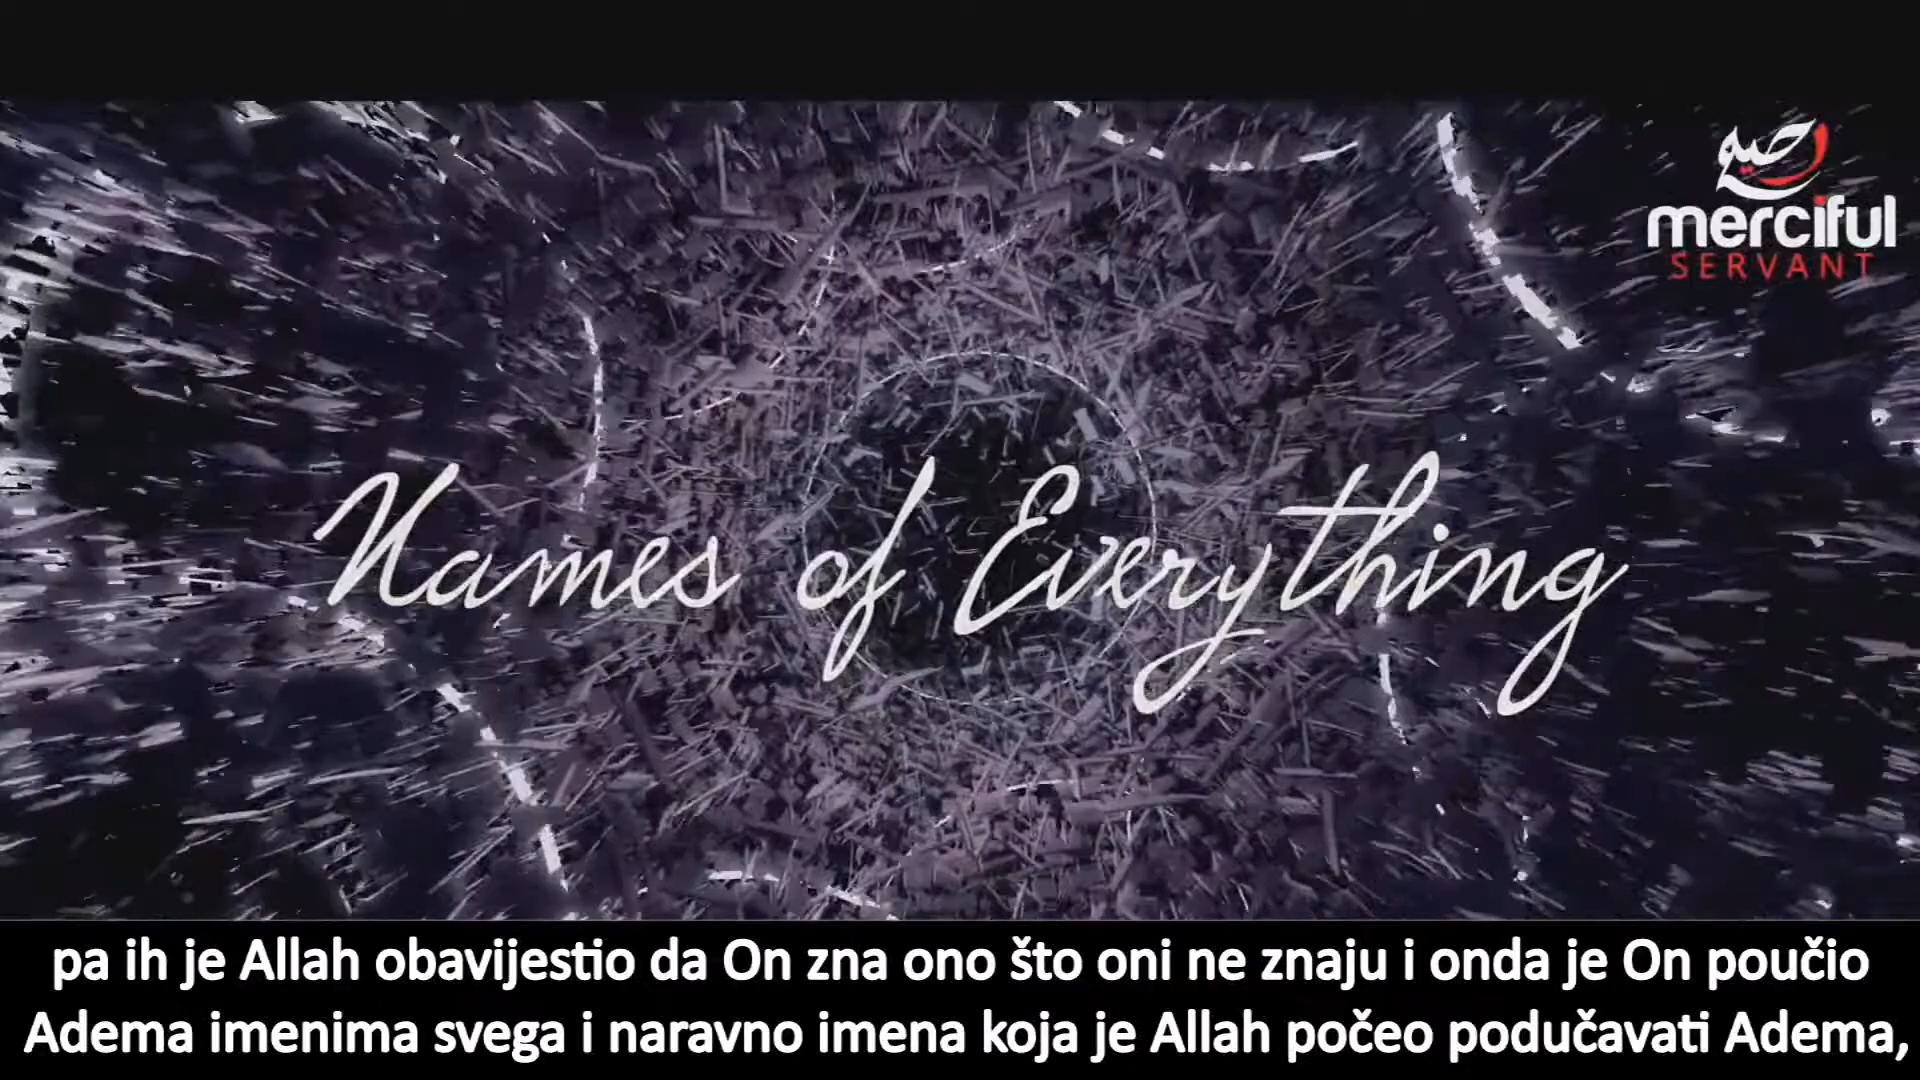 merciful
SERVANT
Names of Everything
pa ih je Allah obavijestio da On zna ono što oni ne znaju i onda je On poučio
Adema imenima svega i naravno imena koja je Allah počeo podučavati Adema,